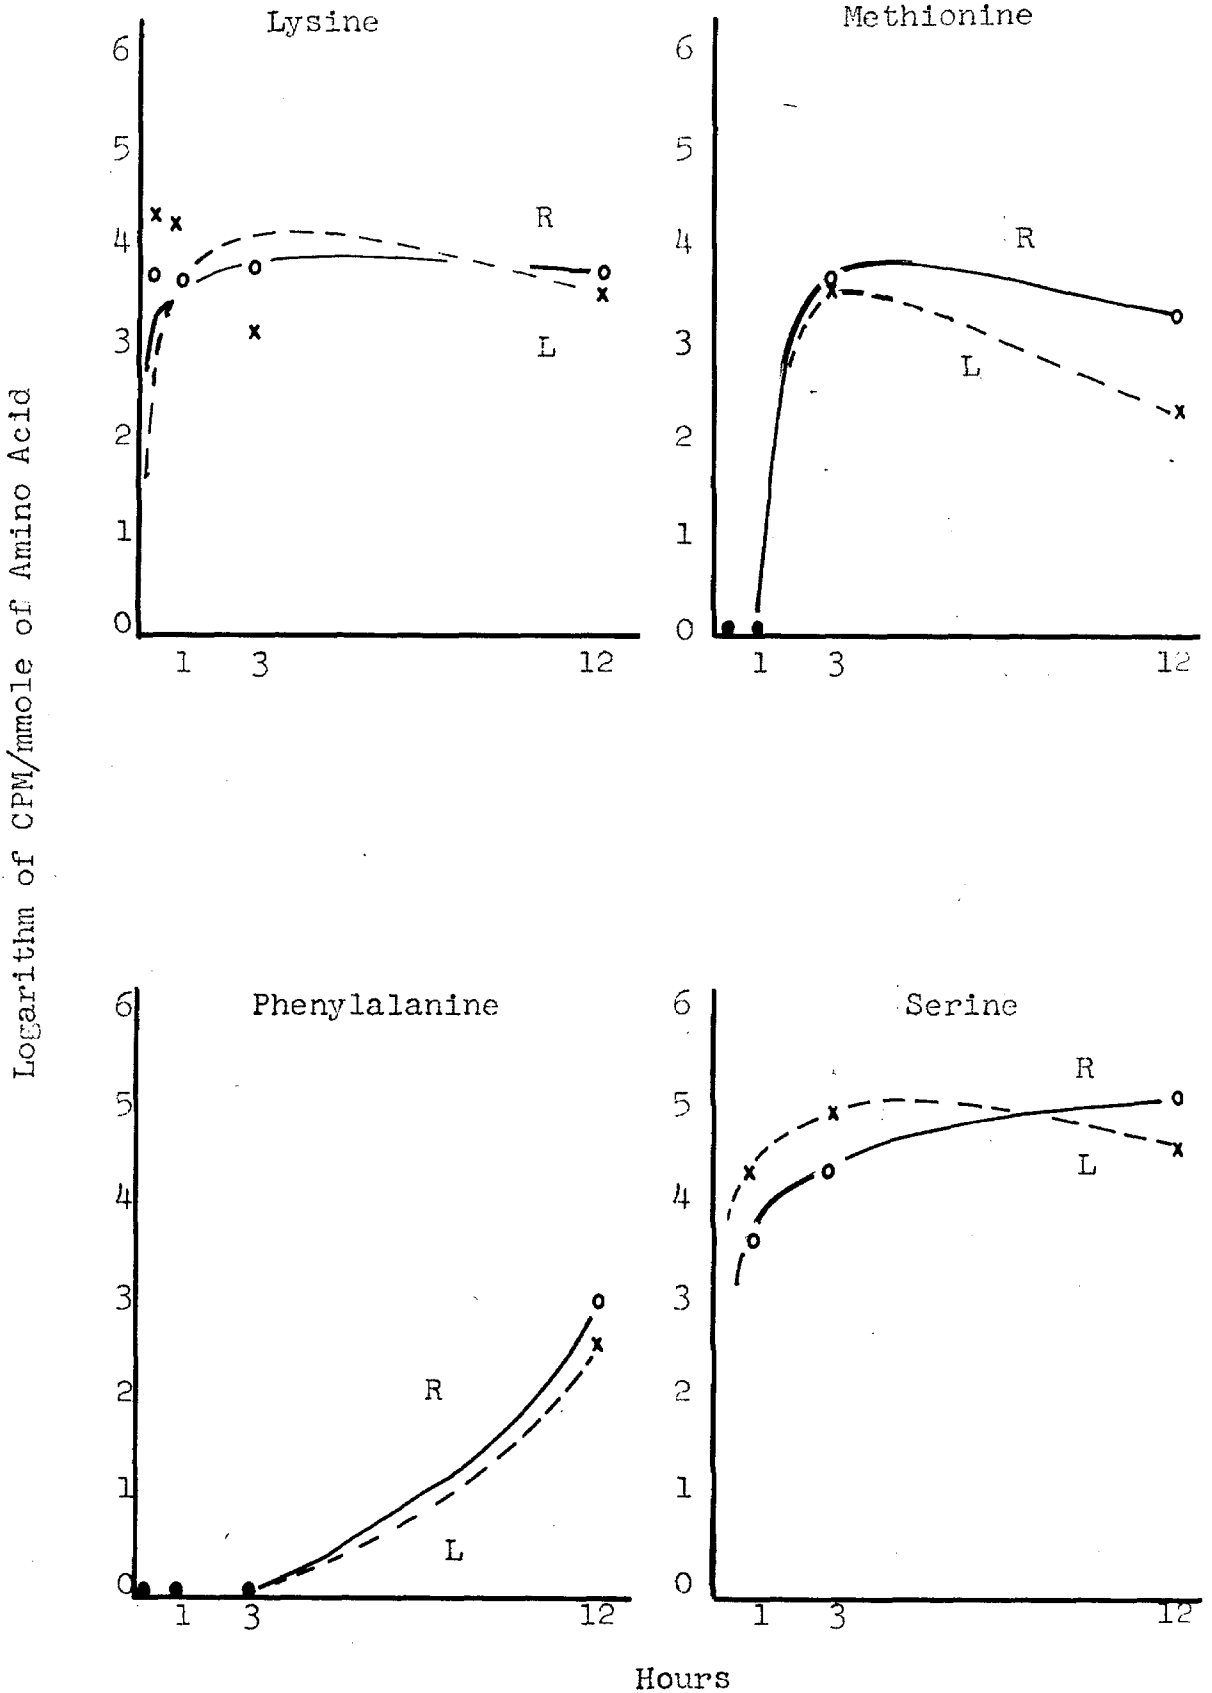 Lysine
6
5
4
3
2
1
0
R
L
1 3 12
Methionine
6
5
4
3
2
1
0
R
L
1 3 12
Logarithm of CPM/mmole of Amino Acid
Phenylalanine
6
5
4
3
2
1
0
R
L
1 3 12
Serine
6
5
4
3
2
1
0
R
L
1 3 12
Hours